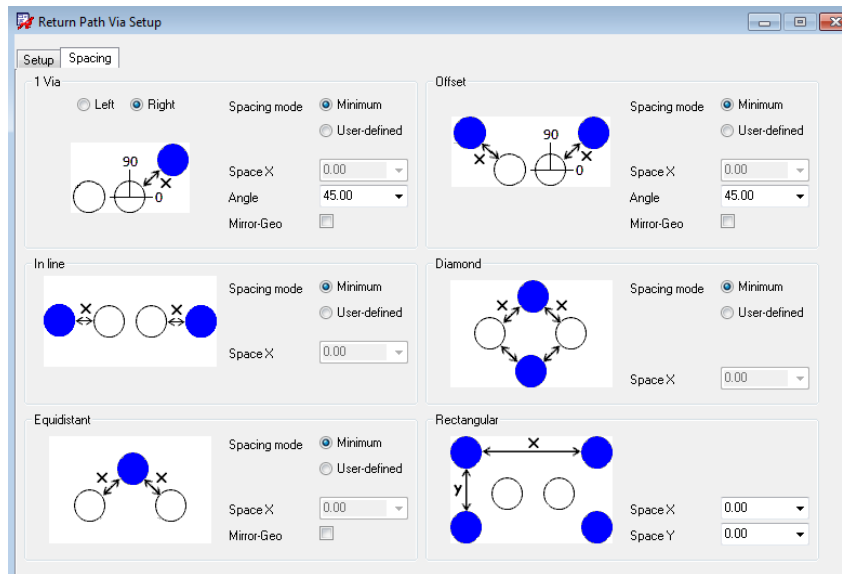 Return Path Via Setup
Setup Spacing
1 Via
Left Right
Spacing mode Minimum
User-defined
90
X
0
Space X 0.00
Angle 45.00
Mirror-Geo
Offset
Spacing mode Minimum
User-defined
90
X X
0
Space X 0.00
Angle 45.00
Mirror-Geo
In line
Spacing mode Minimum
User-defined
X X
Space X 0.00
Diamond
Spacing mode Minimum
User-defined
X X
Space X 0.00
Equidistant
Spacing mode Minimum
User-defined
X X
Space X 0.00
Mirror-Geo
Rectangular
X
Y
Space X 0.00
Space Y 0.00